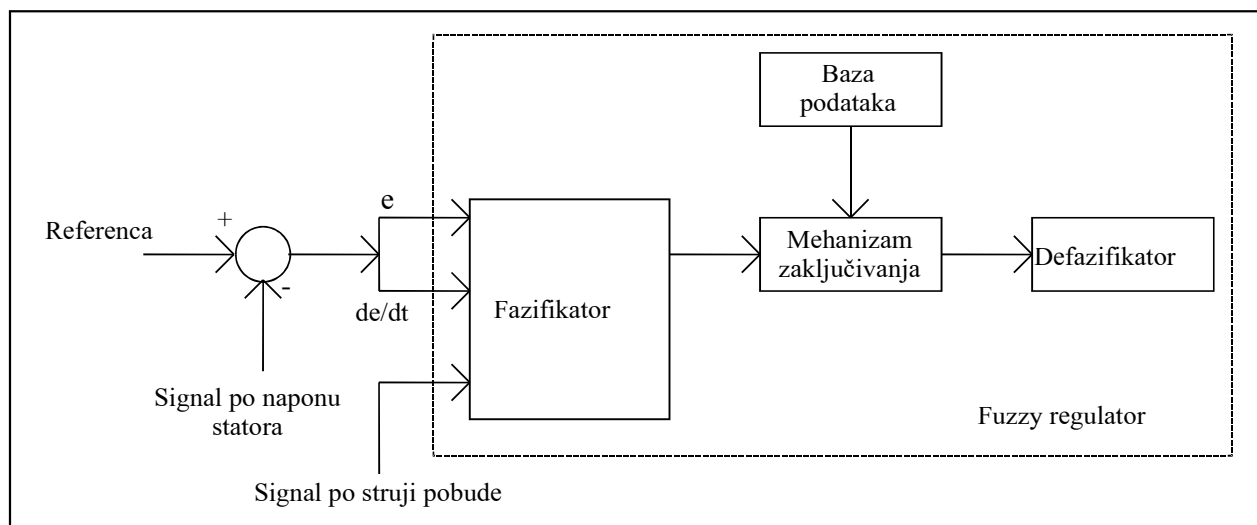 Baza
podataka
e
+
Referenca
Mehanizam
zaključivanja
Defazifikator
-
de/dt
Fazifikator
Signal po naponu
statora
Fuzzy regulator
Signal po struji pobude